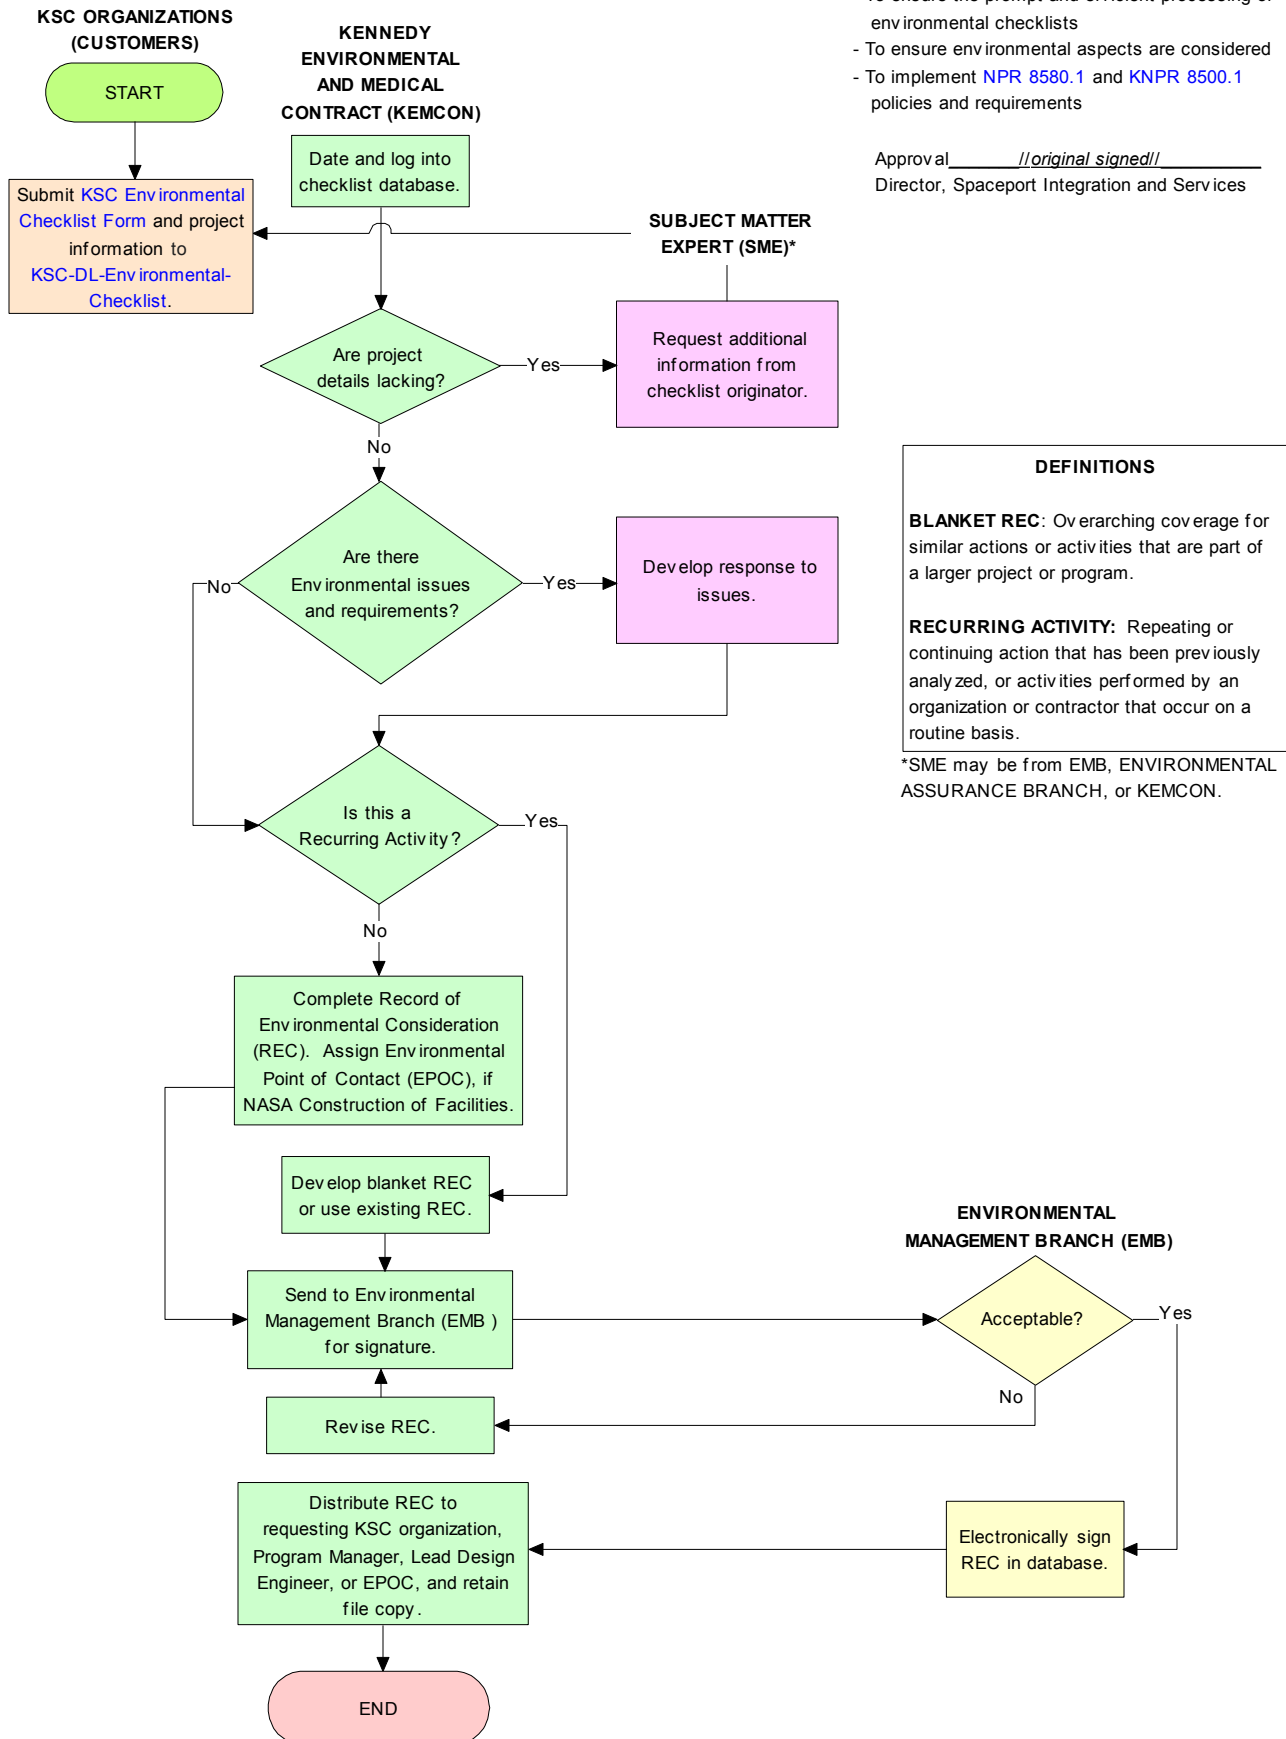 KSC ORGANIZATIONS
(CUSTOMERS)
START
Submit KSC Environmental
Checklist Form and project
information to
KSC-DL-Environmental-
Checklist.
KENNEDY
ENVIRONMENTAL
AND MEDICAL
CONTRACT (KEMCON)
Date and log into
checklist database.
environmental checklists
- To ensure environmental aspects are considered
- To implement NPR 8580.1 and KNPR 8500.1
policies and requirements
Approval_______//original signed//__________
Director, Spaceport Integration and Services
SUBJECT MATTER
EXPERT (SME)*
Are project
details lacking?
Yes
Request additional
information from
checklist originator.
No
Are there
Environmental issues
and requirements?
No
Yes
Develop response to
issues.
DEFINITIONS
BLANKET REC: Overarching coverage for
similar actions or activities that are part of
a larger project or program.
RECURRING ACTIVITY: Repeating or
continuing action that has been previously
analyzed, or activities performed by an
organization or contractor that occur on a
routine basis.
*SME may be from EMB, ENVIRONMENTAL
ASSURANCE BRANCH, or KEMCON.
Is this a
Recurring Activity?
Yes
No
Complete Record of
Environmental Consideration
(REC). Assign Environmental
Point of Contact (EPOC), if
NASA Construction of Facilities.
Develop blanket REC
or use existing REC.
Send to Environmental
Management Branch (EMB )
for signature.
ENVIRONMENTAL
MANAGEMENT BRANCH (EMB)
Acceptable?
Yes
No
Revise REC.
Electronically sign
REC in database.
Distribute REC to
requesting KSC organization,
Program Manager, Lead Design
Engineer, or EPOC, and retain
file copy.
END